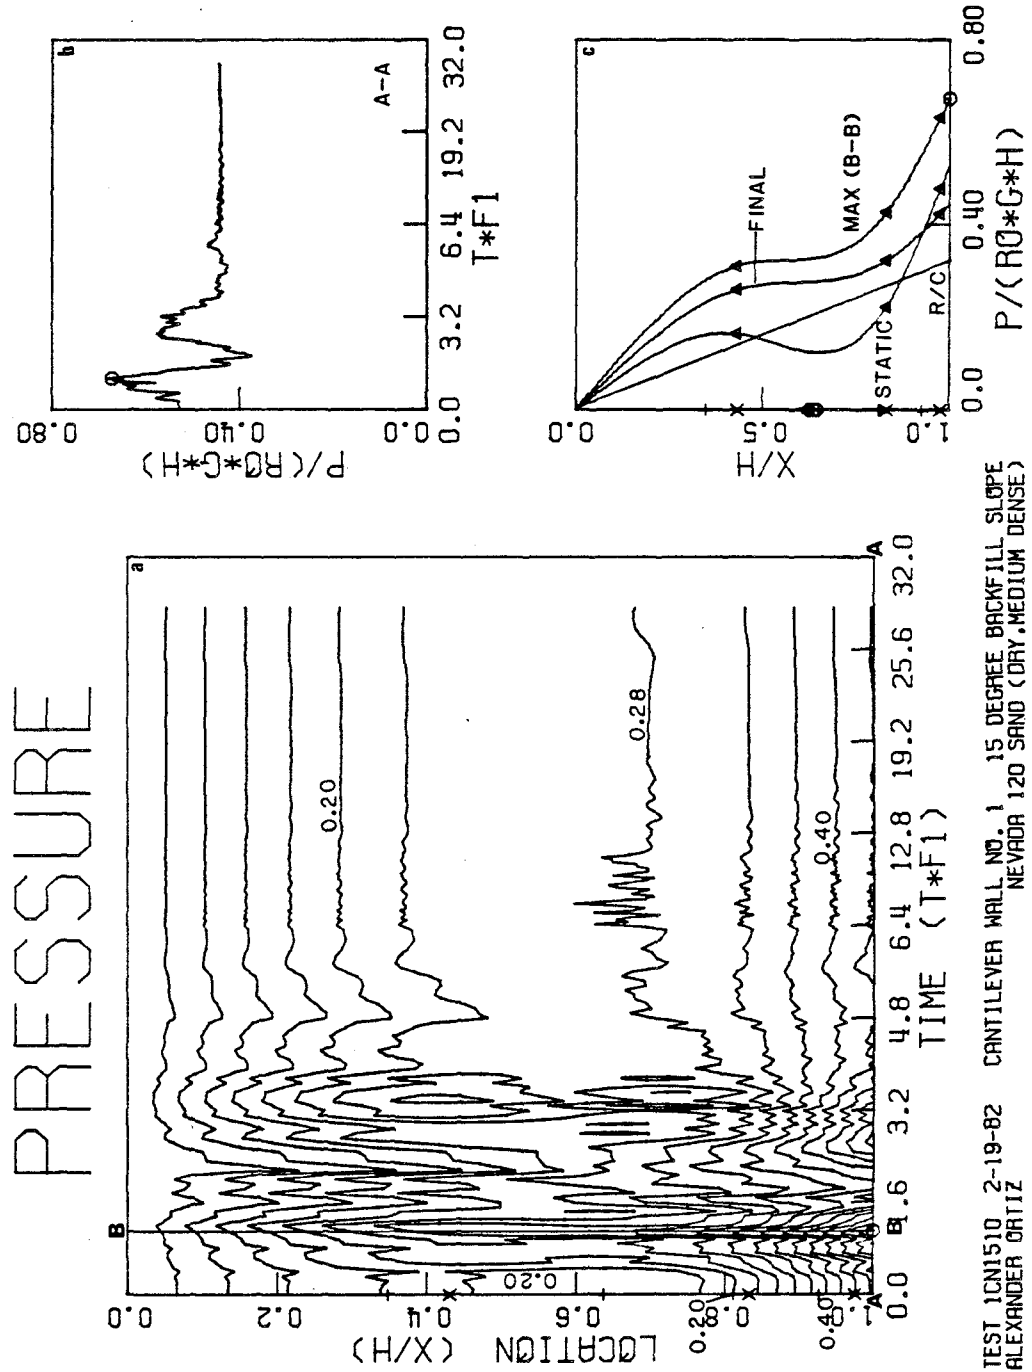 PRESSURE
a
LOCATION (X/H)
0.0
0.2
0.4
0.6
B
B
A
A
0.20
0.28
0.40
0.20
0.20
0.40
0.0
1.6
3.2
4.8
6.4
12.8
19.2
25.6
32.0
TIME (T*F1)
b
P/(RO*G*H)
0.80
0.40
0.0
0.0
3.2
6.4
19.2
32.0
T*F1
A-A
c
X/H
0.0
0.5
1.0
STATIC
R/C
FINAL
MAX (B-B)
0.0
0.40
0.80
P/(RO*G*H)
TEST 1CN1510 2-19-82 CANTILEVER WALL NO. 1 15 DEGREE BACKFILL SLOPE
ALEXANDER ORTIZ NEVADA 120 SAND (DRY,MEDIUM DENSE)